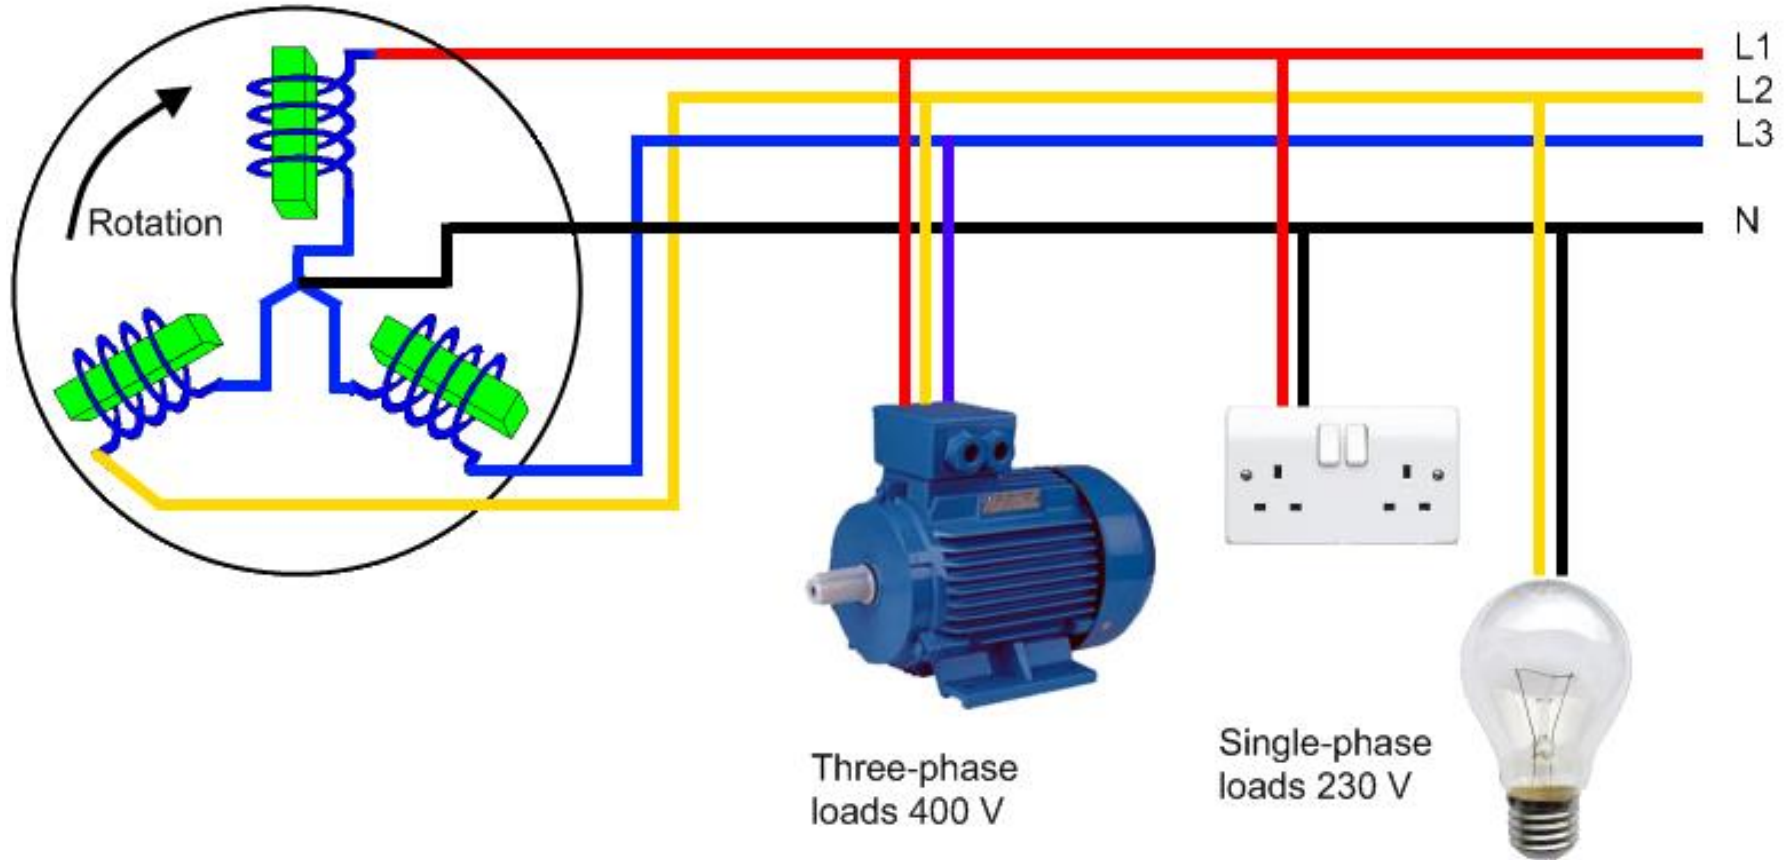 L1
L2
L3
N
Rotation
Three-phase
loads 400 V
Single-phase
loads 230 V